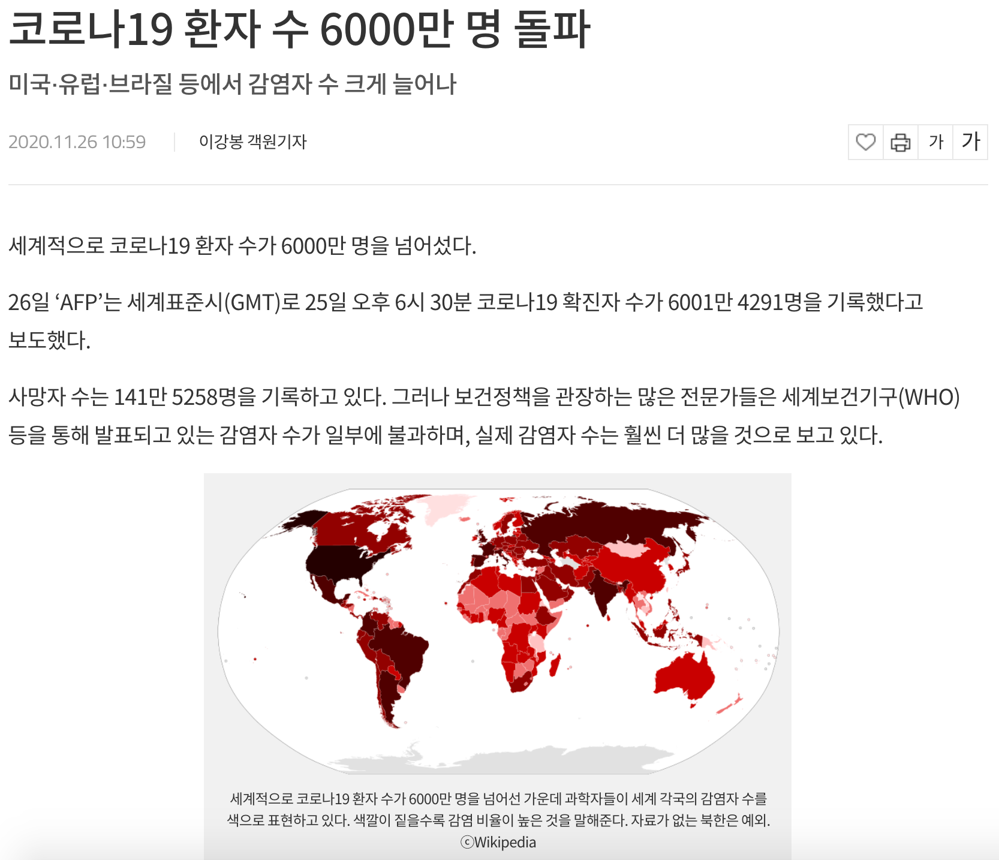 코로나19 환자 수 6000만 명 돌파
미국·유럽·브라질 등에서 감염자 수 크게 늘어나
2020.11.26 10:59 이강봉 객원기자 가 가
세계적으로 코로나19 환자 수가 6000만 명을 넘어섰다.
26일 ‘AFP’는 세계표준시(GMT)로 25일 오후 6시 30분 코로나19 확진자 수가 6001만 4291명을 기록했다고
보도했다.
사망자 수는 141만 5258명을 기록하고 있다. 그러나 보건정책을 관장하는 많은 전문가들은 세계보건기구(WHO)
등을 통해 발표되고 있는 감염자 수가 일부에 불과하며, 실제 감염자 수는 훨씬 더 많을 것으로 보고 있다.
세계적으로 코로나19 환자 수가 6000만 명을 넘어선 가운데 과학자들이 세계 각국의 감염자 수를
색으로 표현하고 있다. 색깔이 짙을수록 감염 비율이 높은 것을 말해준다. 자료가 없는 북한은 예외.
ⓒWikipedia